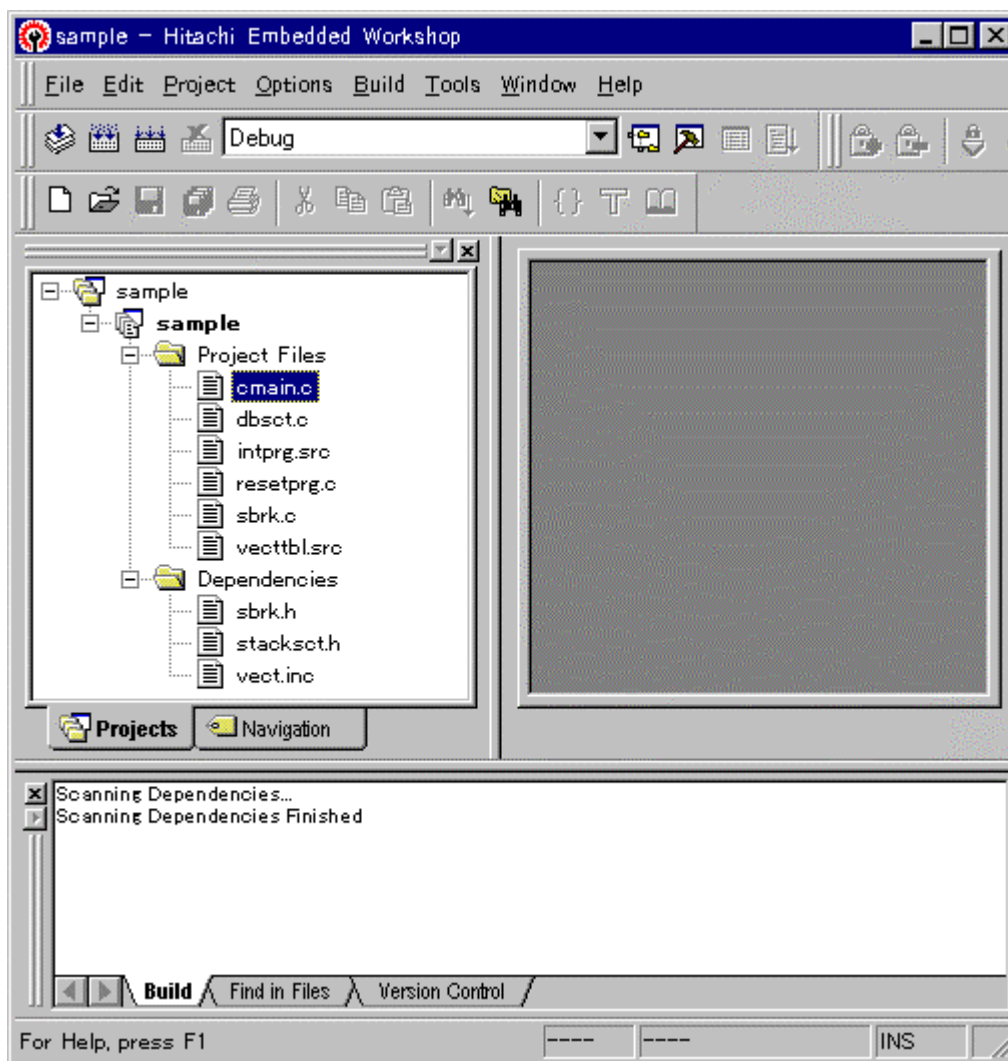 sample - Hitachi Embedded Workshop
File Edit Project Options Build Tools Window Help
Debug
sample
sample
Project Files
cmain.c
dbsct.c
intprg.src
resetprg.c
sbrk.c
vecttbl.src
Dependencies
sbrk.h
stacksct.h
vect.inc
Projects Navigation
Scanning Dependencies...
Scanning Dependencies Finished
Build Find in Files Version Control
For Help, press F1 ---- ---- INS